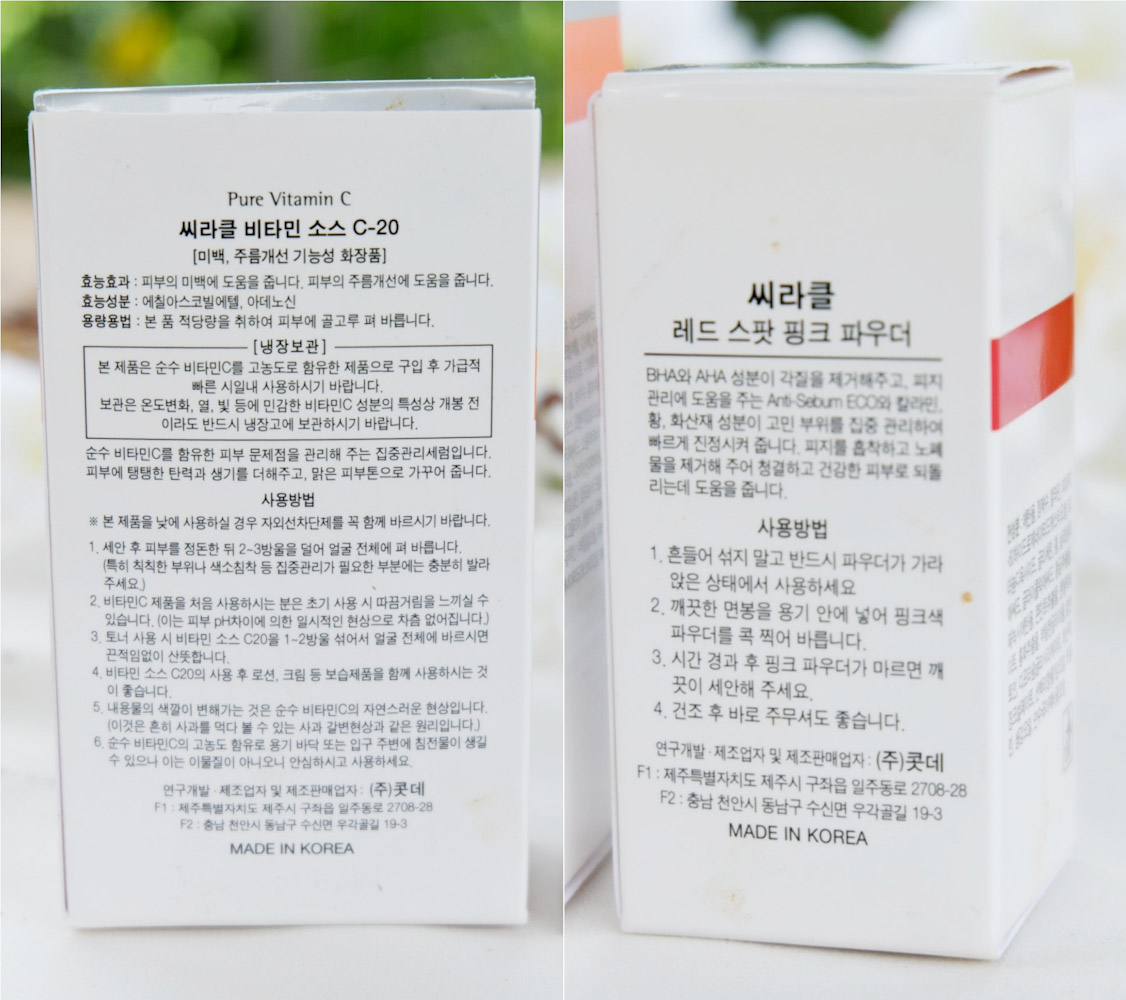 Pure Vitamin C
씨라클 비타민 소스 C-20
[미백, 주름개선 기능성 화장품]
효능효과 : 피부의 미백에 도움을 줍니다. 피부의 주름개선에 도움을 줍니다.
효능성분 : 에칠아스코빌에텔, 아데노신
용량용법 : 본 품 적당량을 취하여 피부에 골고루 펴 바릅니다.
[냉장보관]
본 제품은 순수 비타민C를 고농도로 함유한 제품으로 구입 후 가급적
빠른 시일내 사용하시기 바랍니다.
보관은 온도변화, 열, 빛 등에 민감한 비타민C 성분의 특성상 개봉 전
이라도 반드시 냉장고에 보관하시기 바랍니다.
순수 비타민C를 함유한 피부 문제점을 관리해 주는 집중관리세럼입니다.
피부에 탱탱한 탄력과 생기를 더해주고, 맑은 피부톤으로 가꾸어 줍니다.
사용방법
※ 본 제품을 낮에 사용하실 경우 자외선차단제를 꼭 함께 바르시기 바랍니다.
1. 세안 후 피부를 정돈한 뒤 2~3방울을 덜어 얼굴 전체에 펴 바릅니다.
(특히 칙칙한 부위나 색소침착 등 집중관리가 필요한 부분에는 충분히 발라
주세요.)
2. 비타민C 제품을 처음 사용하시는 분은 초기 사용 시 따끔거림을 느끼실 수
있습니다. (이는 피부 pH차이에 의한 일시적인 현상으로 차츰 없어집니다.)
3. 토너 사용 시 비타민 소스 C20을 1~2방울 섞어서 얼굴 전체에 바르시면
끈적임없이 산뜻합니다.
4. 비타민 소스 C20의 사용 후 로션, 크림 등 보습제품을 함께 사용하시는 것
이 좋습니다.
5. 내용물의 색깔이 변해가는 것은 순수 비타민C의 자연스러운 현상입니다.
(이것은 흔히 사과를 먹다 볼 수 있는 사과 갈변현상과 같은 원리입니다.)
6. 순수 비타민C의 고농도 함유로 용기 바닥 또는 입구 주변에 침전물이 생길
수 있으나 이는 이물질이 아니오니 안심하시고 사용하세요.
연구개발 · 제조업자 및 제조판매업자 : (주)콧데
F1 : 제주특별자치도 제주시 구좌읍 일주동로 2708-28
F2 : 충남 천안시 동남구 수신면 우각골길 19-3
MADE IN KOREA
씨라클
레드 스팟 핑크 파우더
BHA와 AHA 성분이 각질을 제거해주고, 피지
관리에 도움을 주는 Anti-Sebum ECO와 칼라민,
황, 화산재 성분이 고민 부위를 집중 관리하여
빠르게 진정시켜 줍니다. 피지를 흡착하고 노폐
물을 제거해 주어 청결하고 건강한 피부로 되돌
리는데 도움을 줍니다.
사용방법
1. 흔들어 섞지 말고 반드시 파우더가 가라
앉은 상태에서 사용하세요
2. 깨끗한 면봉을 용기 안에 넣어 핑크색
파우더를 콕 찍어 바릅니다.
3. 시간 경과 후 핑크 파우더가 마르면 깨
끗이 세안해 주세요.
4. 건조 후 바로 주무셔도 좋습니다.
연구개발 · 제조업자 및 제조판매업자 : (주)콧데
F1 : 제주특별자치도 제주시 구좌읍 일주동로 2708-28
F2 : 충남 천안시 동남구 수신면 우각골길 19-3
MADE IN KOREA